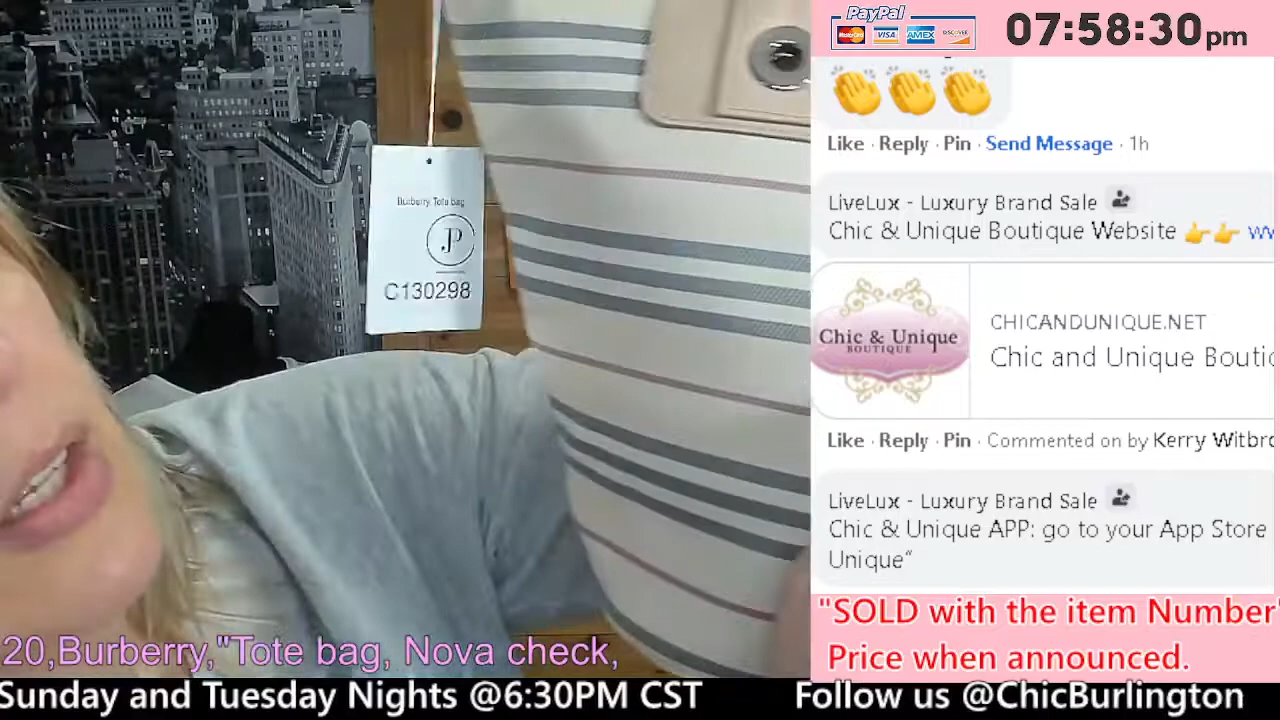 PayPal
MasterCard VISA AMEX DISCOVER
07:58:30pm
Like · Reply · Pin · Send Message · 1h
LiveLux - Luxury Brand Sale
Chic & Unique Boutique Website 👉👉
CHICANDUNIQUE.NET
Chic & Unique
BOUTIQUE
Chic and Unique Boutic
Like · Reply · Pin · Commented on by Kerry Witbro
LiveLux - Luxury Brand Sale
Chic & Unique APP: go to your App Store
Unique“
"SOLD with the item Number"
Price when announced.
Burberry Tote bag
JP
C130298
20,Burberry,"Tote bag, Nova check,
Sunday and Tuesday Nights @6:30PM CST
Follow us @ChicBurlington